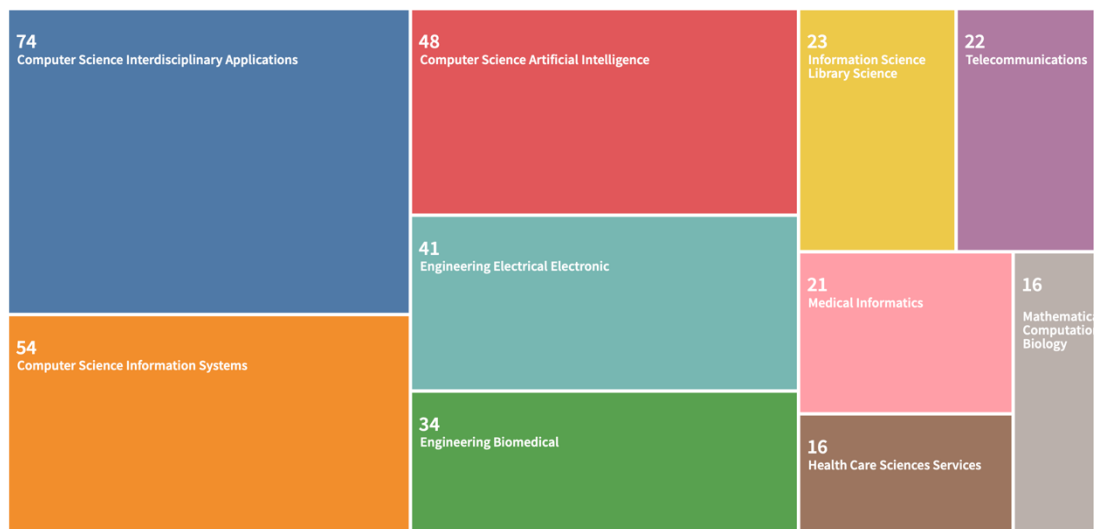 74
Computer Science Interdisciplinary Applications
54
Computer Science Information Systems
48
Computer Science Artificial Intelligence
41
Engineering Electrical Electronic
34
Engineering Biomedical
23
Information Science
Library Science
22
Telecommunications
21
Medical Informatics
16
Health Care Sciences Services
16
Biology